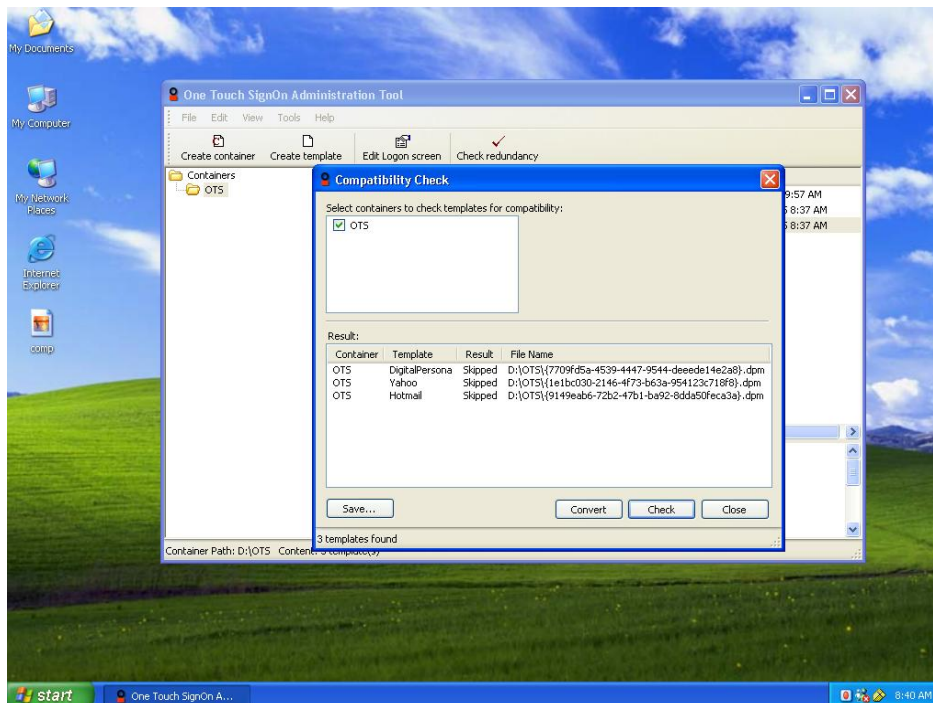 My Documents
My Computer
My Network
Places
Internet
Explorer
comp
One Touch SignOn Administration Tool
File Edit View Tools Help
Create container Create template Edit Logon screen Check redundancy
Containers
OTS
9:57 AM
8:37 AM
8:37 AM
Compatibility Check
Select containers to check templates for compatibility:
OTS
Result:
Container Template Result File Name
OTS DigitalPersona Skipped D:\OTS\{7709fd5a-4539-4447-9544-deeede14e2a8}.dpm
OTS Yahoo Skipped D:\OTS\{1e1bc030-2146-4f73-b63a-954123c718f8}.dpm
OTS Hotmail Skipped D:\OTS\{9149eab6-72b2-47b1-ba92-8dda50feca3a}.dpm
Save... Convert Check Close
3 templates found
Container Path: D:\OTS
start One Touch SignOn A... 8:40 AM